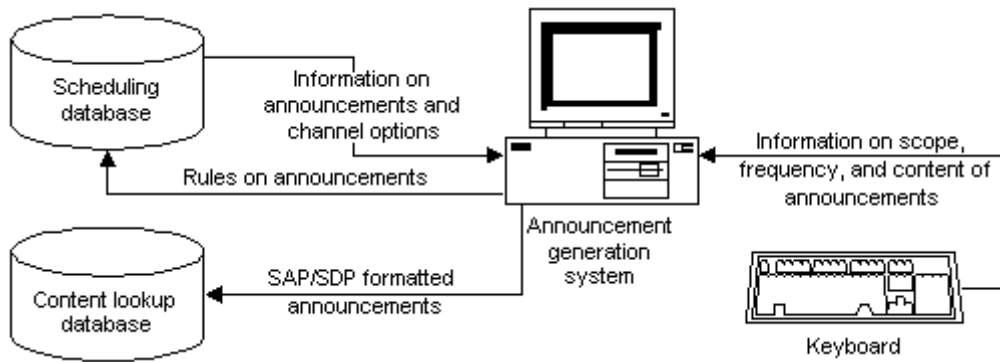 Scheduling
database
Information on
announcements and
channel options
Rules on announcements
Information on scope,
frequency, and content of
announcements
Announcement
generation
system
Content lookup
database
SAP/SDP formatted
announcements
Keyboard